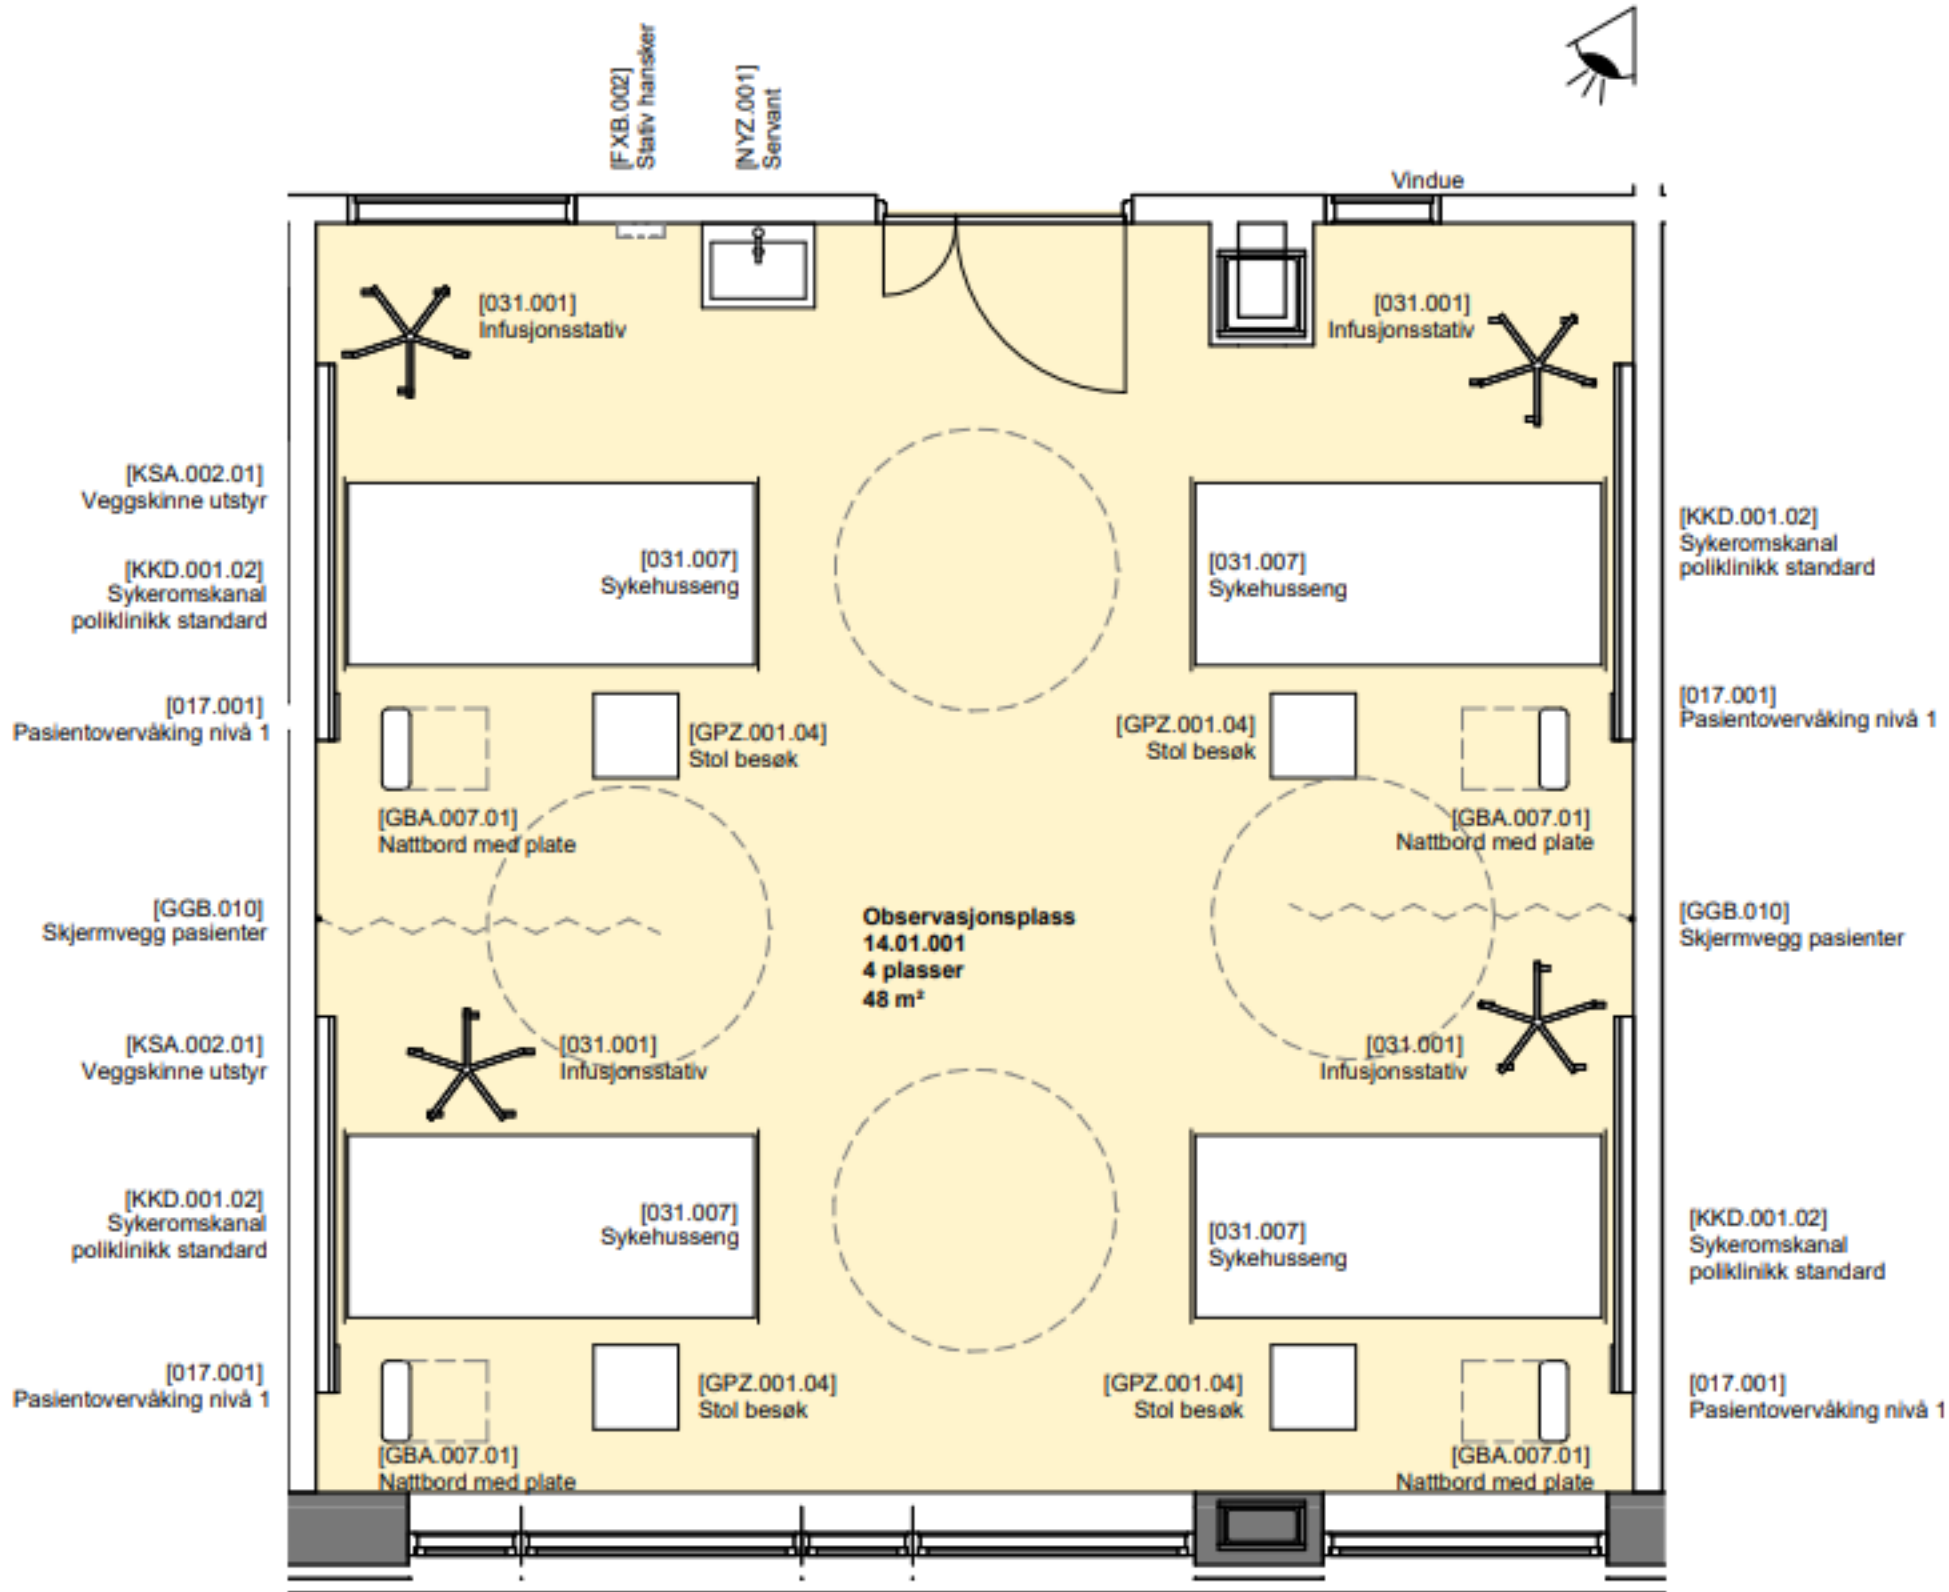 [FXB.002]
Stativ hansker
[NYZ.001]
Servant
Vindue
[031.001]
Infusjonsstativ
[031.001]
Infusjonsstativ
[KSA.002.01]
Veggskinne utstyr
[KKD.001.02]
Sykeromskanal
poliklinikk standard
[031.007]
Sykehusseng
[031.007]
Sykehusseng
[KKD.001.02]
Sykeromskanal
poliklinikk standard
[017.001]
Pasientovervåking nivå 1
[GPZ.001.04]
Stol besøk
[GPZ.001.04]
Stol besøk
[017.001]
Pasientovervåking nivå 1
[GBA.007.01]
Nattbord med plate
[GBA.007.01]
Nattbord med plate
[GGB.010]
Skjermvegg pasienter
Observasjonsplass
14.01.001
4 plasser
48 m²
[GGB.010]
Skjermvegg pasienter
[KSA.002.01]
Veggskinne utstyr
[031.001]
Infusjonsstativ
[031.001]
Infusjonsstativ
[KKD.001.02]
Sykeromskanal
poliklinikk standard
[031.007]
Sykehusseng
[031.007]
Sykehusseng
[KKD.001.02]
Sykeromskanal
poliklinikk standard
[017.001]
Pasientovervåking nivå 1
[GPZ.001.04]
Stol besøk
[GPZ.001.04]
Stol besøk
[017.001]
Pasientovervåking nivå 1
[GBA.007.01]
Nattbord med plate
[GBA.007.01]
Nattbord med plate